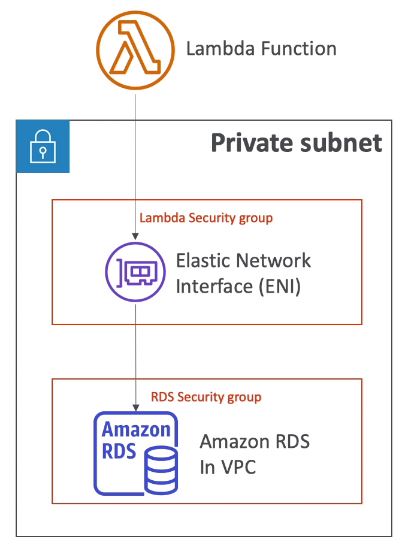 Lambda Function
Private subnet
Lambda Security group
Elastic Network
Interface (ENI)
RDS Security group
Amazon
RDS
Amazon RDS
In VPC